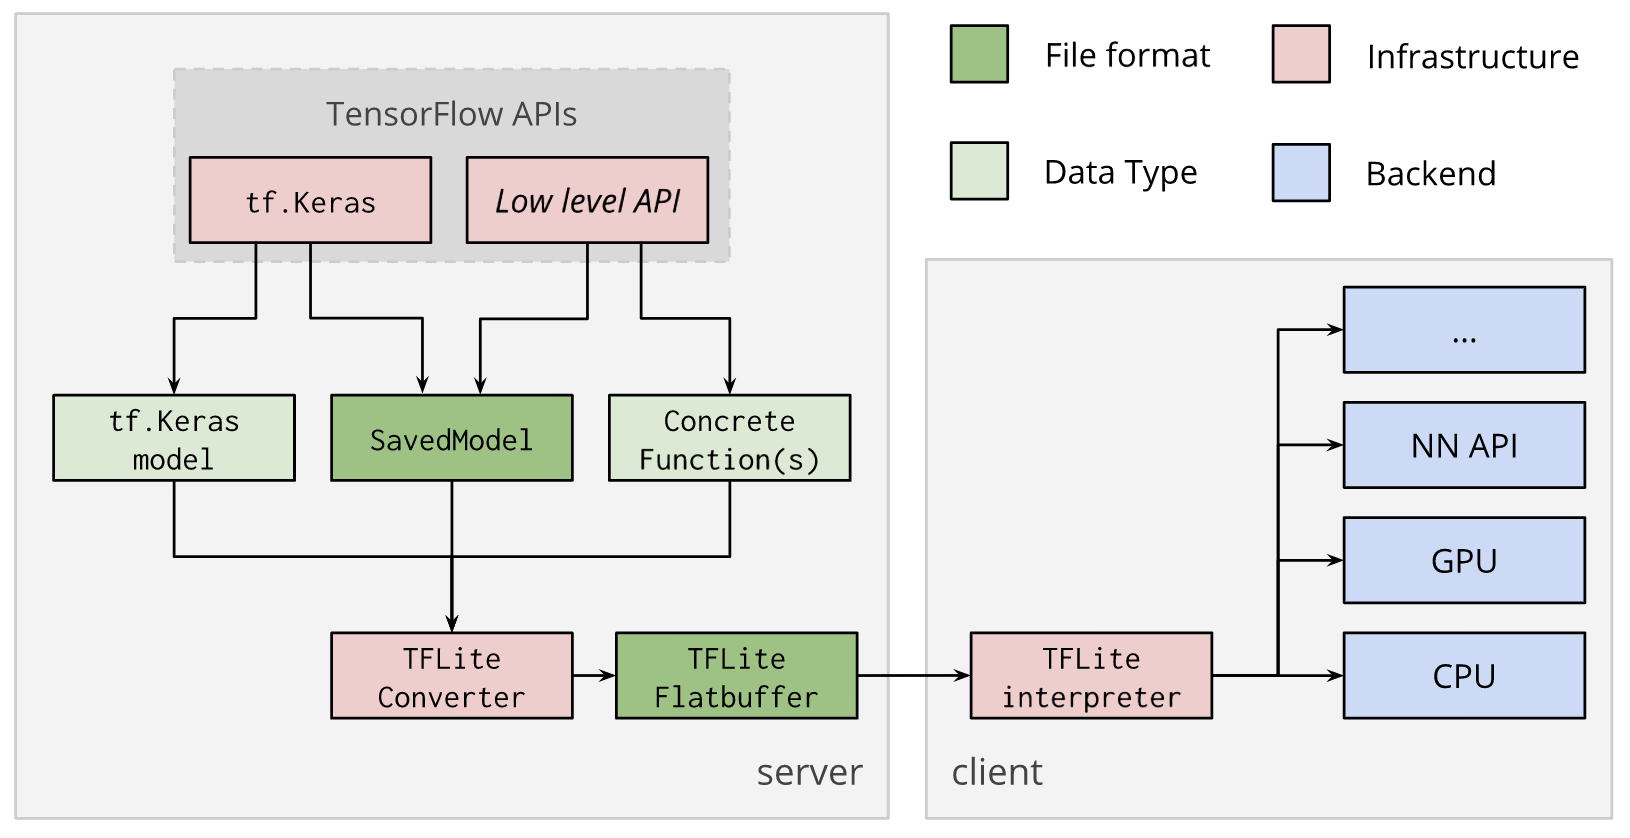 TensorFlow APIs
tf.Keras
Low level API
tf.Keras
model
SavedModel
Concrete
Function(s)
TFLite
Converter
TFLite
Flatbuffer
server
File format
Infrastructure
Data Type
Backend
...
NN API
GPU
CPU
TFLite
interpreter
client